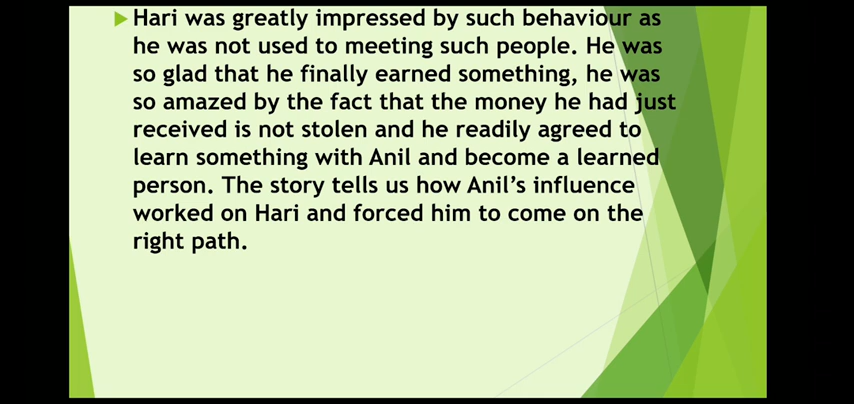 Hari was greatly impressed by such behaviour as
he was not used to meeting such people. He was
so glad that he finally earned something, he was
so amazed by the fact that the money he had just
received is not stolen and he readily agreed to
learn something with Anil and become a learned
person. The story tells us how Anil’s influence
worked on Hari and forced him to come on the
right path.